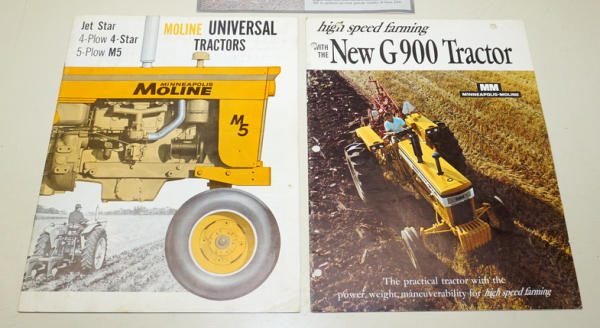 Jet Star
4-Plow 4-Star
5-Plow M5
MOLINE UNIVERSAL
TRACTORS
MINNEAPOLIS
MOLINE
M5
high speed farming
WITH THE New G900 Tractor
MM
MINNEAPOLIS-MOLINE
The practical tractor with the
power, weight, maneuverability for high speed farming